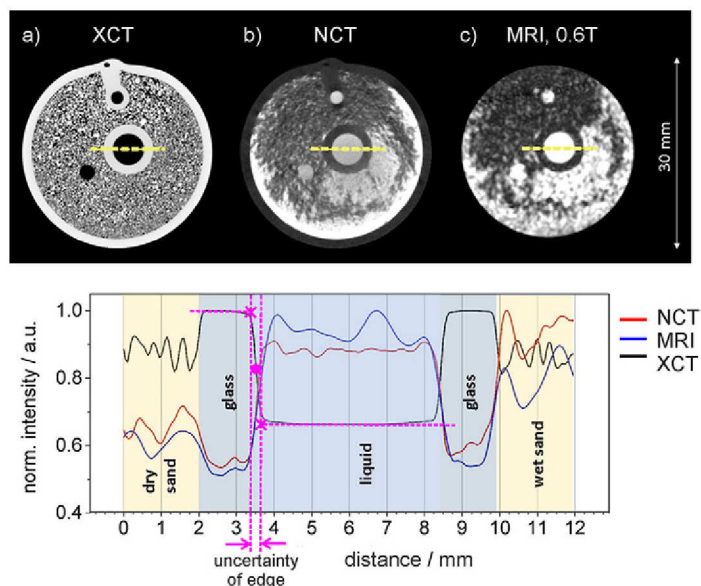 a) XCT
b) NCT
c) MRI, 0.6T
30 mm
norm. intensity / a.u.
1.0
0.8
0.6
0.4
dry
sand
glass
liquid
glass
wet sand
NCT
MRI
XCT
0 1 2 3 4 5 6 7 8 9 10 11 12
uncertainty
of edge
distance / mm